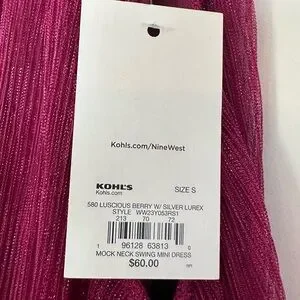 Kohls.com/NineWest
KOHL'S SIZE S
Kohls.com
580 LUSCIOUS BERRY W/ SILVER LUREX
STYLE WW23Y053RS1
213 70 72
1 96128 63813 0
MOCK NECK SWING MINI DRESS
$60.00